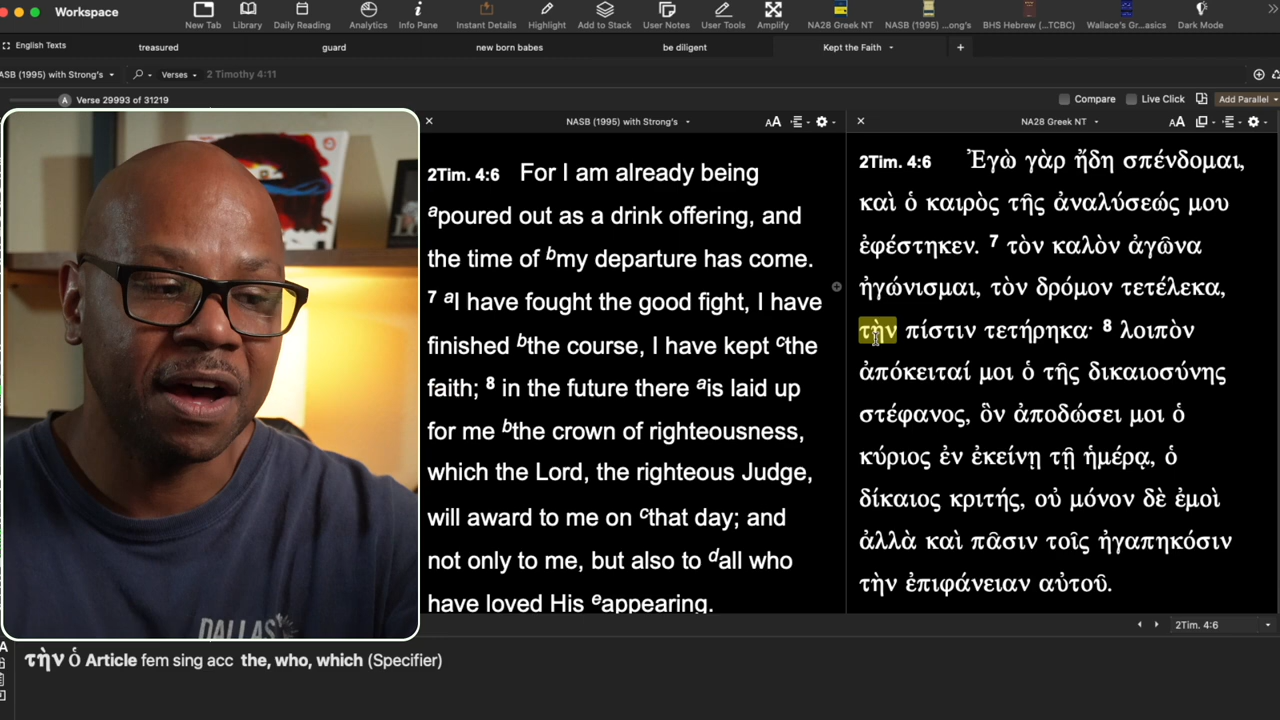 Workspace
New Tab
Library
Daily Reading
Analytics
Info Pane
Instant Details
Highlight
Add to Stack
User Notes
User Tools
Amplify
NA28 Greek NT
NASB (1995) ...ong's
BHS Hebrew (...TCBC)
Wallace's Gr...asics
Dark Mode
English Texts
treasured
guard
new born babes
be diligent
Kept the Faith
ASB (1995) with Strong's
Verses
2 Timothy 4:11
A
Verse 29993 of 31219
Compare
Live Click
Add Parallel
NASB (1995) with Strong's
AA
2Tim. 4:6 For I am already being
apoured out as a drink offering, and
the time of bmy departure has come.
7 aI have fought the good fight, I have
finished bthe course, I have kept cthe
faith; 8 in the future there ais laid up
for me bthe crown of righteousness,
which the Lord, the righteous Judge,
will award to me on cthat day; and
not only to me, but also to dall who
have loved His eappearing.
NA28 Greek NT
AA
2Tim. 4:6 Ἐγὼ γὰρ ἤδη σπένδομαι,
καὶ ὁ καιρὸς τῆς ἀναλύσεώς μου
ἐφέστηκεν. 7 τὸν καλὸν ἀγῶνα
ἠγώνισμαι, τὸν δρόμον τετέλεκα,
τὴν πίστιν τετήρηκα· 8 λοιπὸν
ἀπόκειταί μοι ὁ τῆς δικαιοσύνης
στέφανος, ὃν ἀποδώσει μοι ὁ
κύριος ἐν ἐκείνῃ τῇ ἡμέρᾳ, ὁ
δίκαιος κριτής, οὐ μόνον δὲ ἐμοὶ
ἀλλὰ καὶ πᾶσιν τοῖς ἠγαπηκόσιν
τὴν ἐπιφάνειαν αὐτοῦ.
2Tim. 4:6
DALLAS
τὴν ὁ Article fem sing acc the, who, which (Specifier)